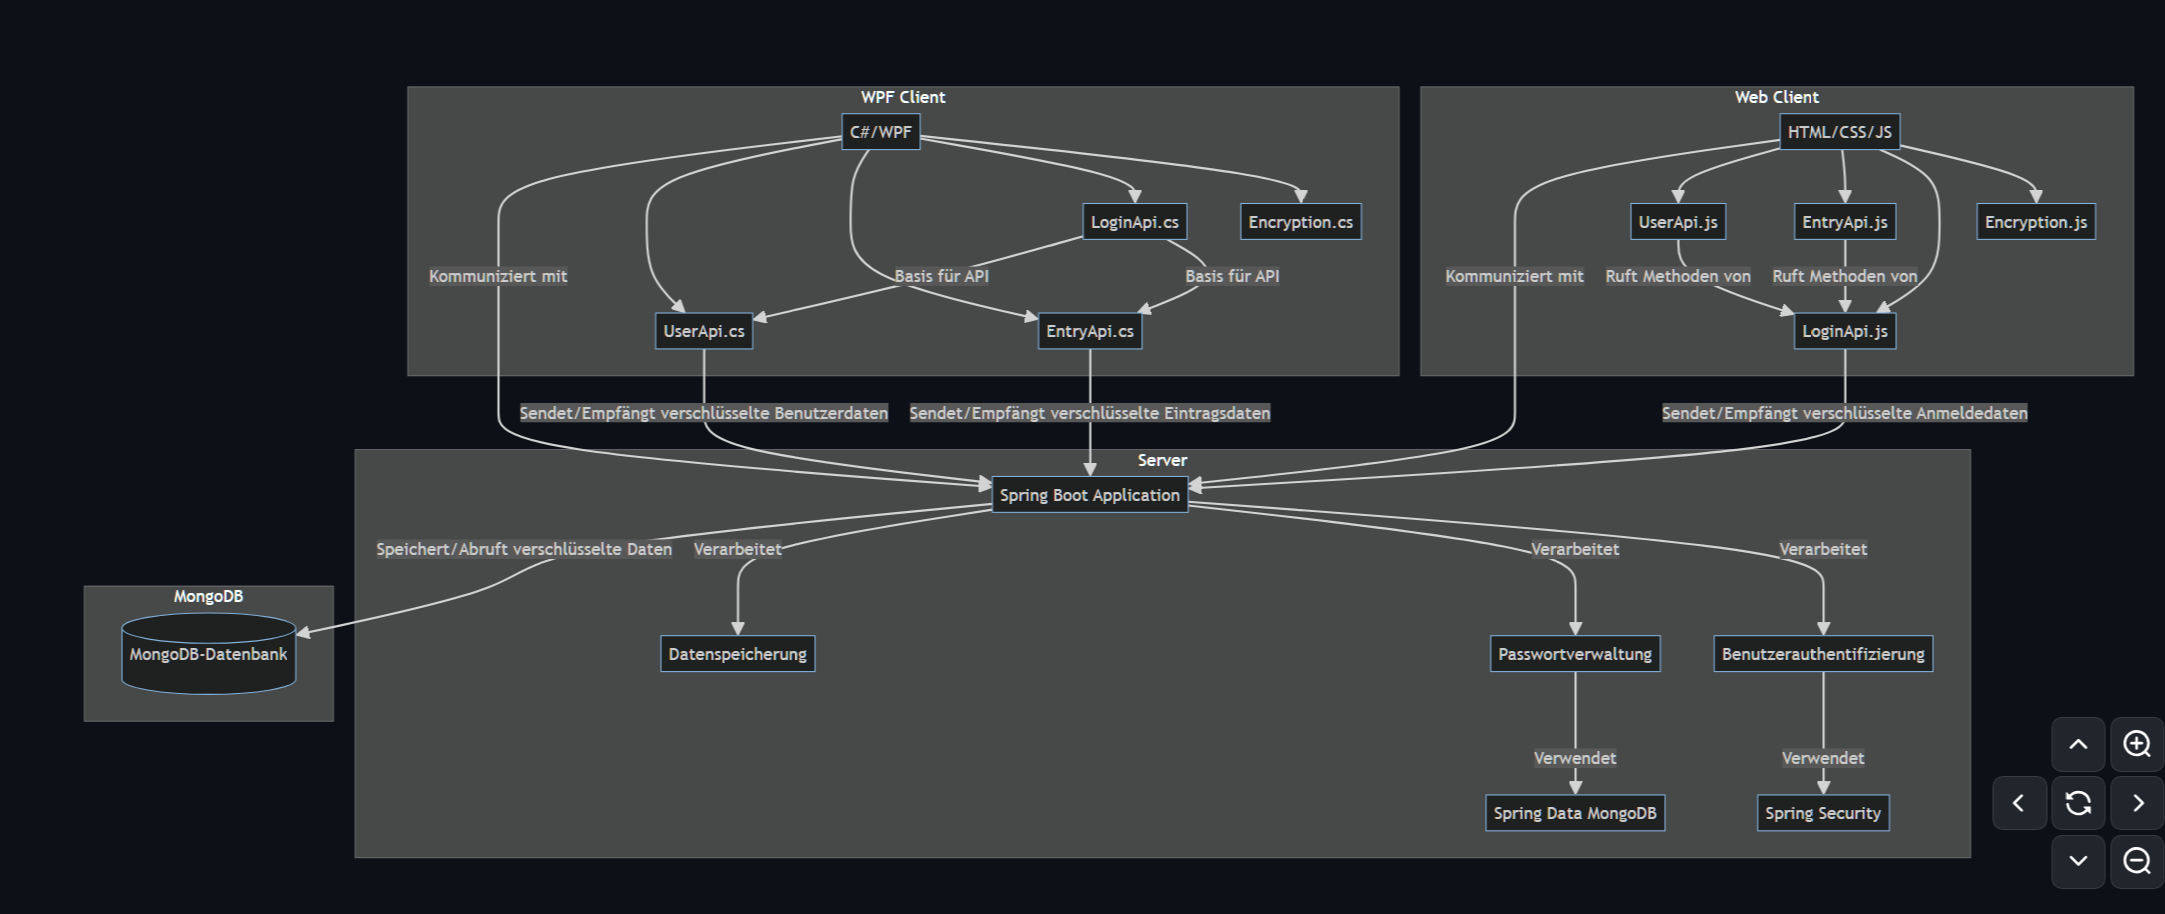 WPF Client
Web Client
C#/WPF
HTML/CSS/JS
LoginApi.cs
Encryption.cs
UserApi.js
EntryApi.js
Encryption.js
Kommuniziert mit
Basis für API
Basis für API
Kommuniziert mit
Ruft Methoden von
Ruft Methoden von
UserApi.cs
EntryApi.cs
LoginApi.js
Sendet/Empfängt verschlüsselte Benutzerdaten
Sendet/Empfängt verschlüsselte Eintragsdaten
Sendet/Empfängt verschlüsselte Anmeldedaten
Server
Spring Boot Application
Speichert/Abruft verschlüsselte Daten
Verarbeitet
Verarbeitet
Verarbeitet
MongoDB
MongoDB-Datenbank
Datenspeicherung
Passwortverwaltung
Benutzerauthentifizierung
Verwendet
Verwendet
Spring Data MongoDB
Spring Security